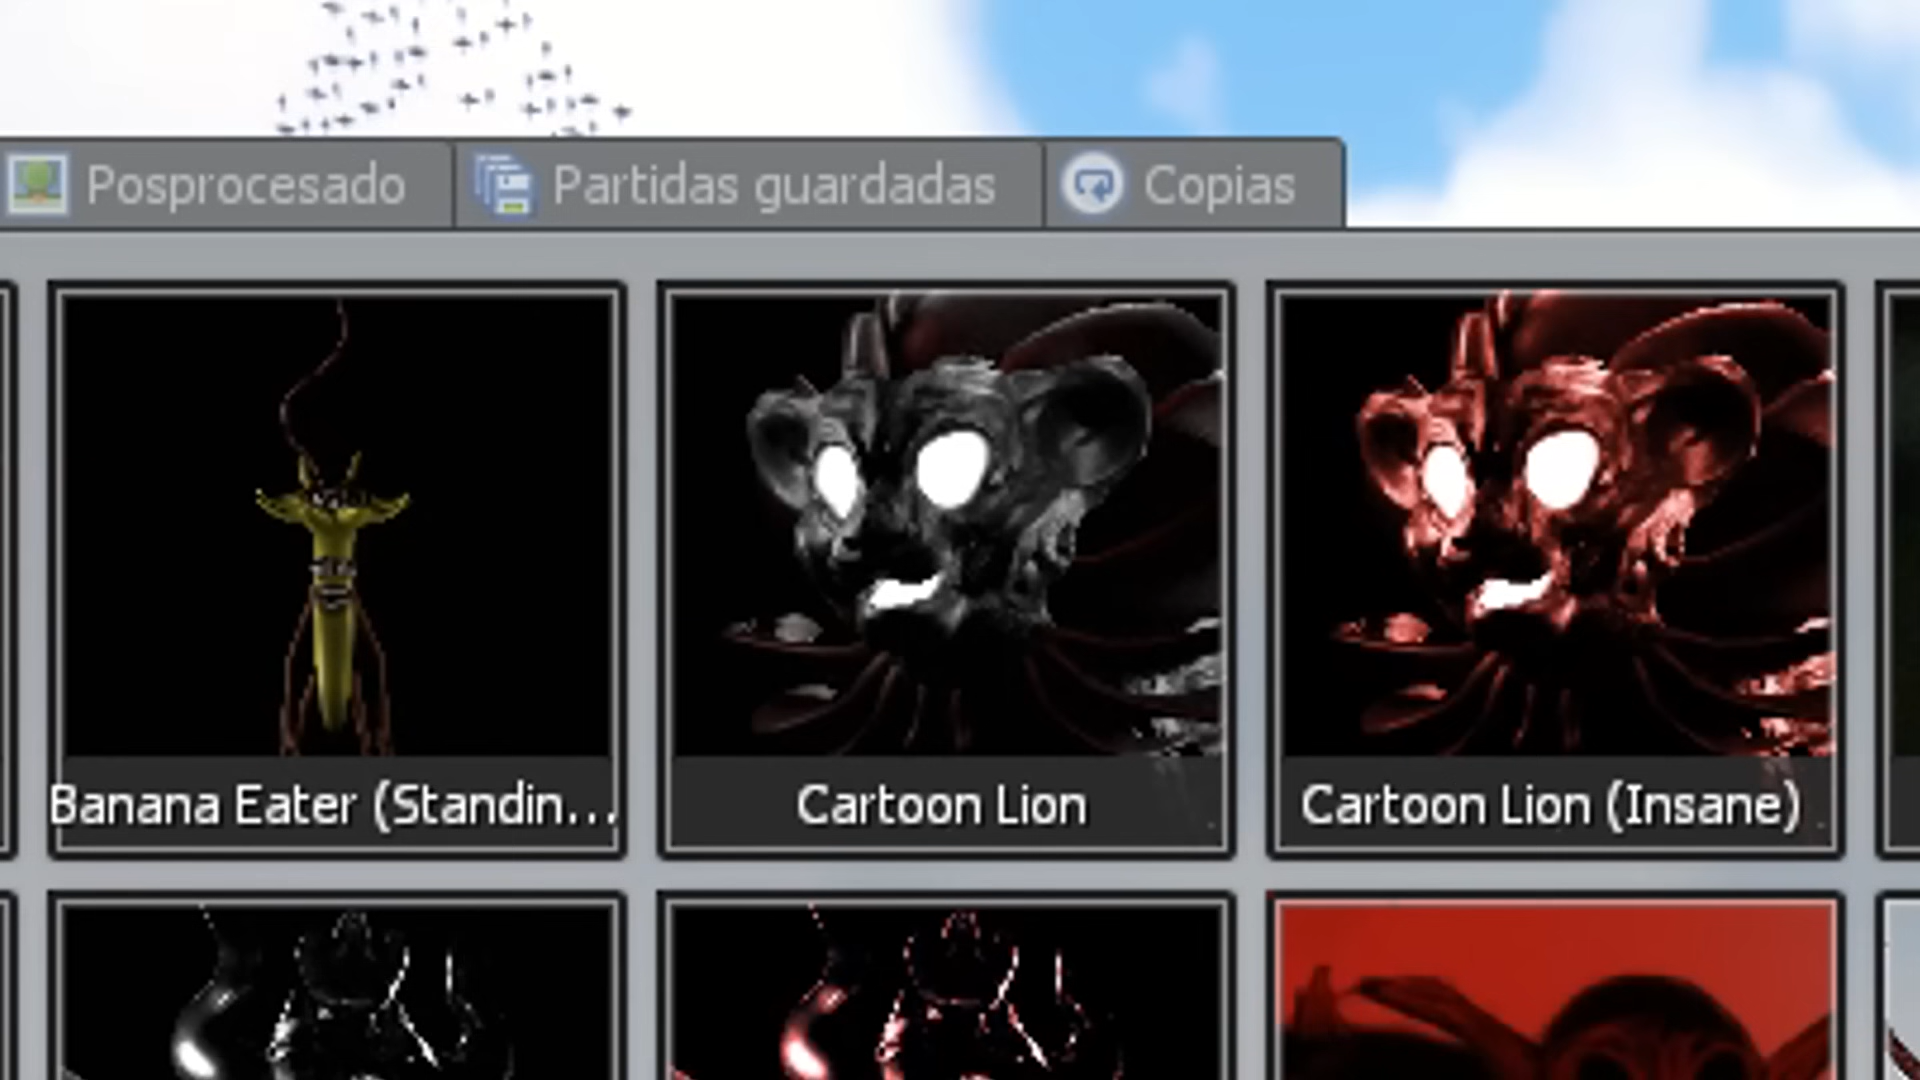 Posprocesado
Partidas guardadas
Copias
Banana Eater (Standin...
Cartoon Lion
Cartoon Lion (Insane)